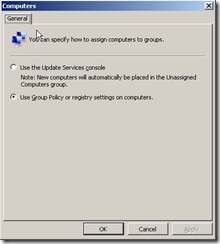 Computers
General
You can specify how to assign computers to groups.
Use the Update Services console
Note: New computers will automatically be placed in the Unassigned
Computers group.
Use Group Policy or registry settings on computers.
OK
Cancel
Apply